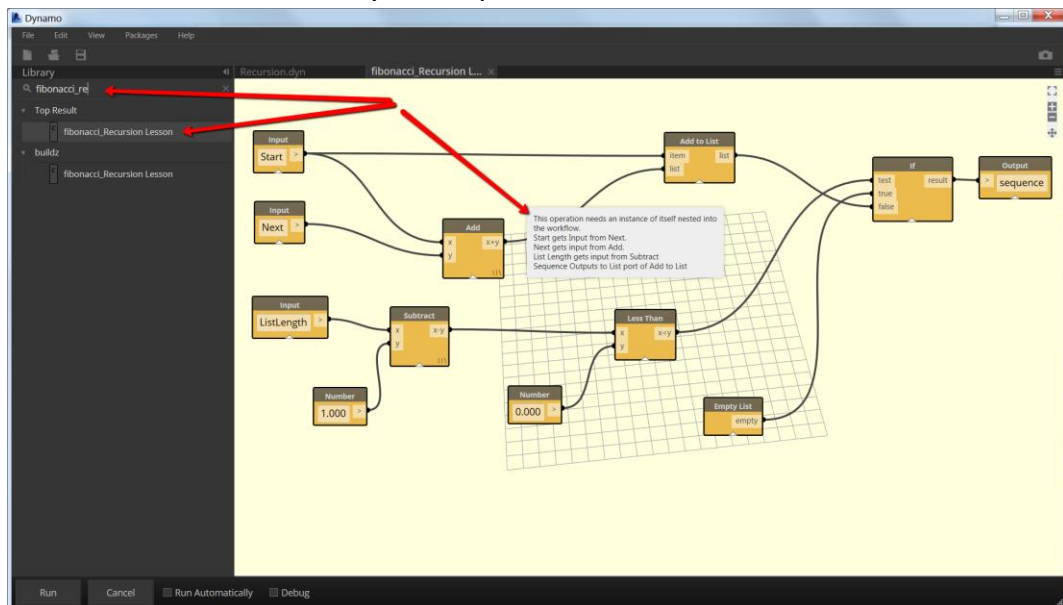 Dynamo
File Edit View Packages Help
Library
Recursion.dyn fibonacci_Recursion L...
fibonacci_re
Top Result
fibonacci_Recursion Lesson
buildz
fibonacci_Recursion Lesson
Input
Start >
Input
Next >
Add
x x+y
y
Add to List
item list
list
If
test result
true
false
Output
> sequence
This operation needs an instance of itself nested into
the workflow.
Start gets Input from Next.
Next gets input from Add.
List Length gets input from Subtract
Sequence Outputs to List port of Add to List
Input
ListLength >
Subtract
x x-y
y
Less Than
x x<y
y
Number
1.000 >
Number
0.000 >
Empty List
empty
Run Cancel Run Automatically Debug